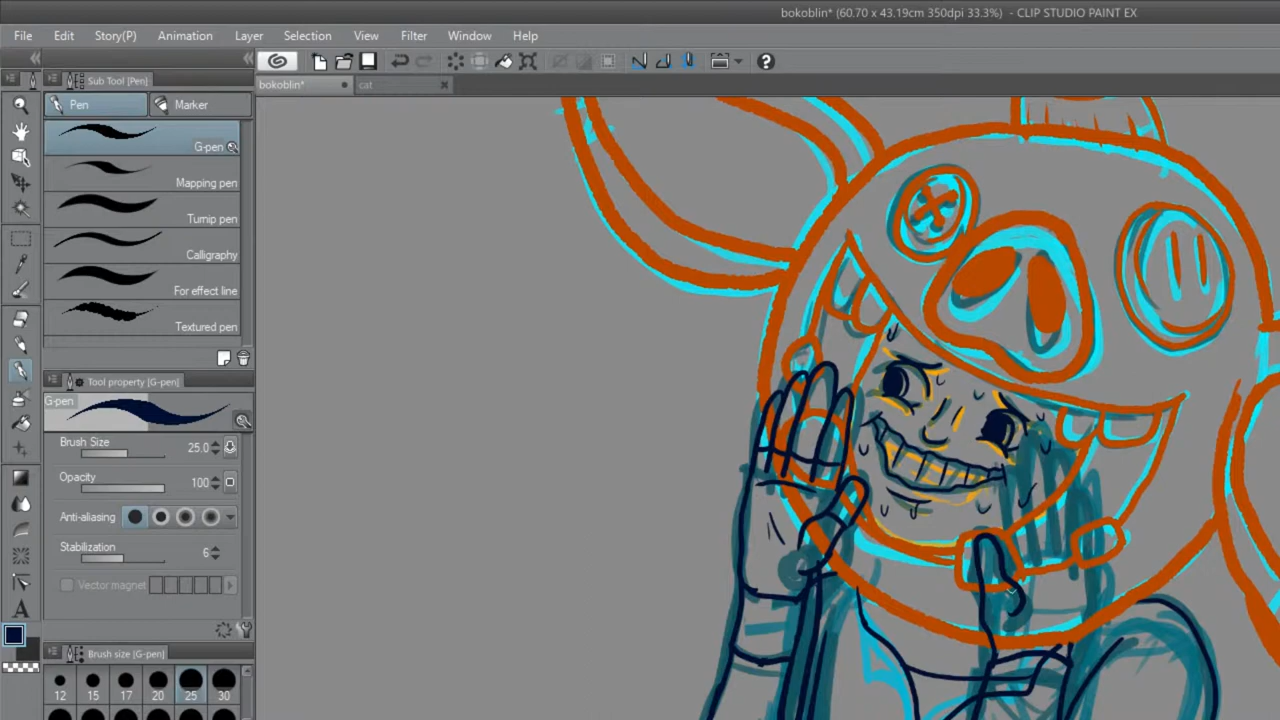 bokoblin* (60.70 x 43.19cm 350dpi 33.3%) - CLIP STUDIO PAINT EX
File Edit Story(P) Animation Layer Selection Filter View Window Help
Sub Tool [Pen]
bokoblin* cat
Pen Marker
G-pen
Mapping pen
Turnip pen
Calligraphy
For effect line
Textured pen
Tool property [G-pen]
G-pen
Brush Size 25.0
Opacity 100
Anti-aliasing
Stabilization 6
Vector magnet
A
Brush size [G-pen]
12 15 17 20 25 30